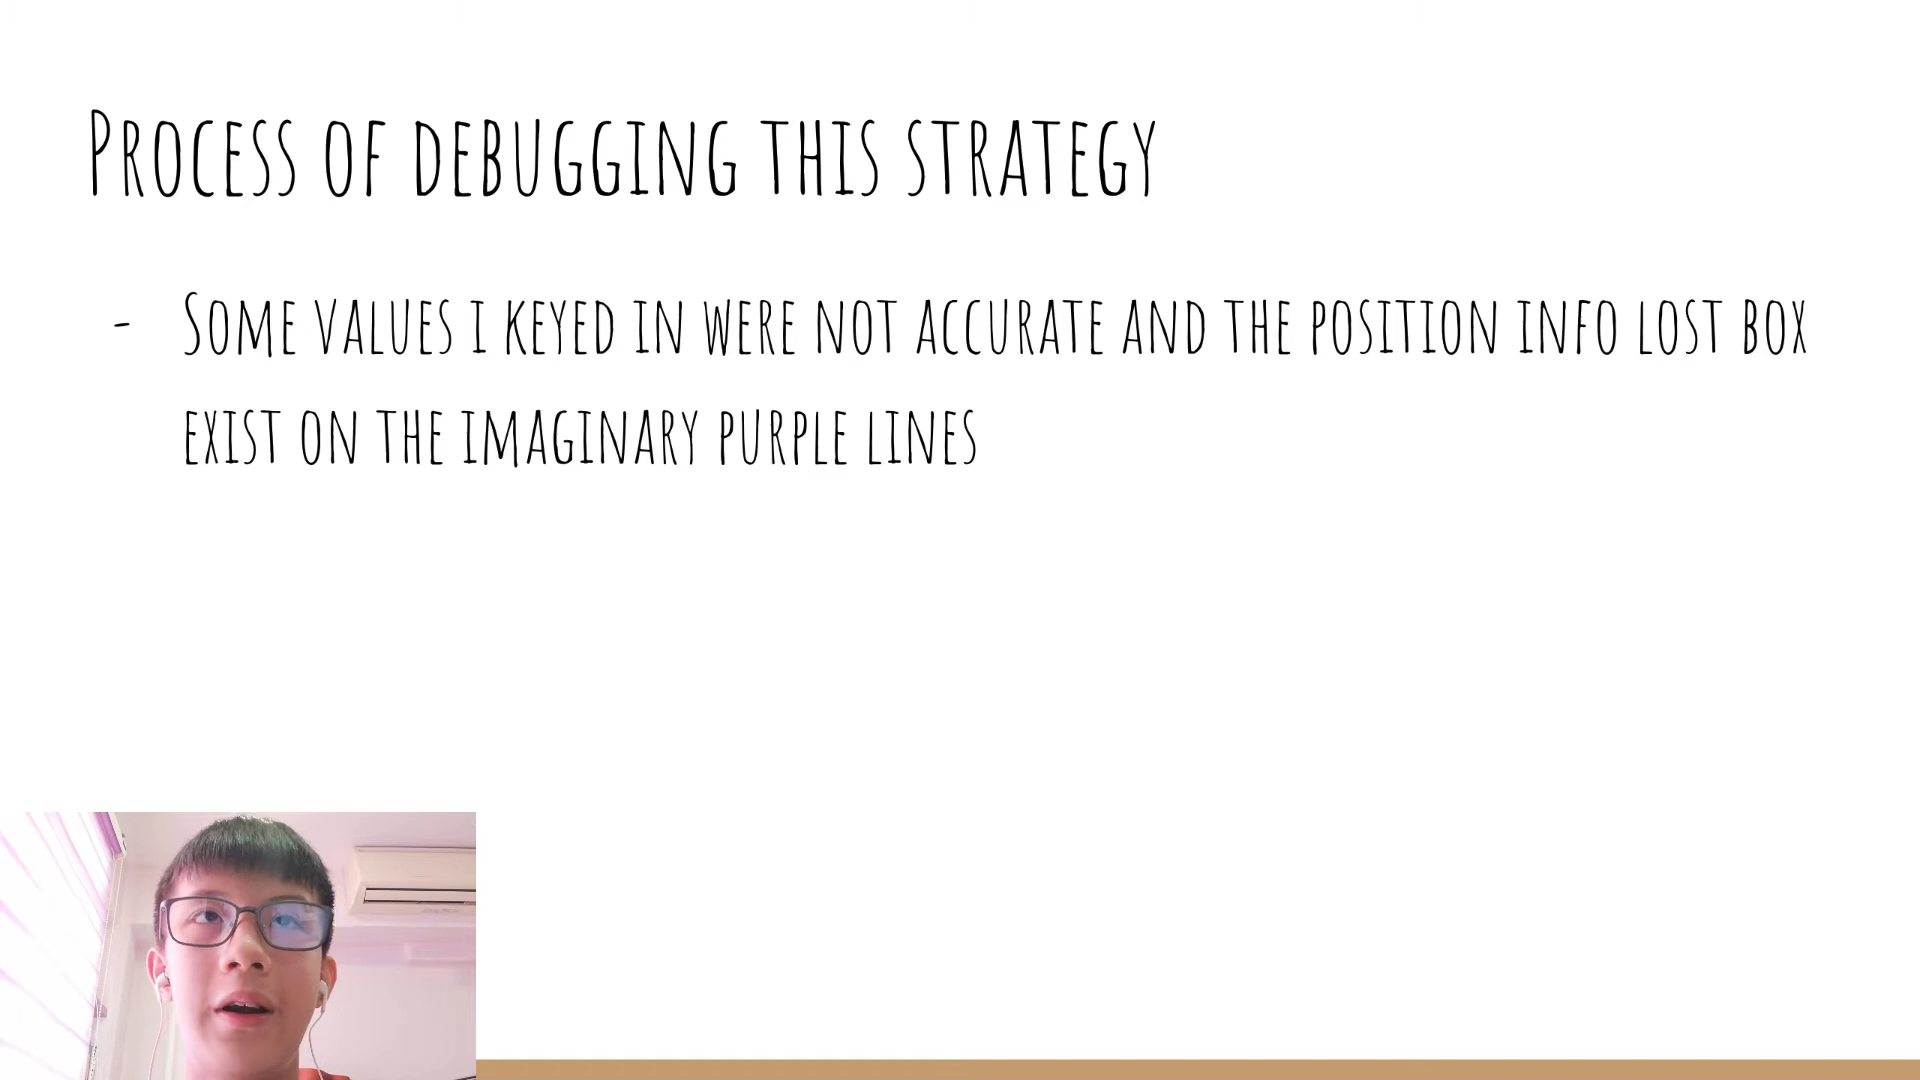 Process of debugging this strategy
- Some values i keyed in were not accurate and the position info lost box
exist on the imaginary purple lines